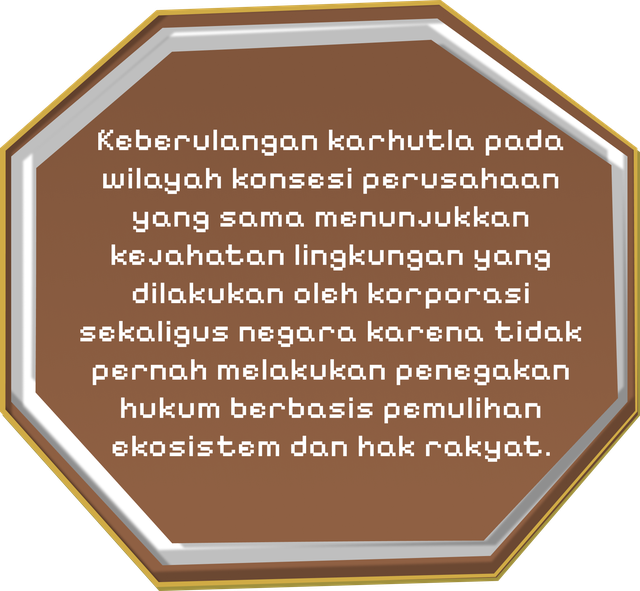 Keberulangan karhutla pada
wilayah konsesi perusahaan
yang sama menunjukkan
kejahatan lingkungan yang
dilakukan oleh korporasi
sekaligus negara karena tidak
pernah melakukan penegakan
hukum berbasis pemulihan
ekosistem dan hak rakyat.